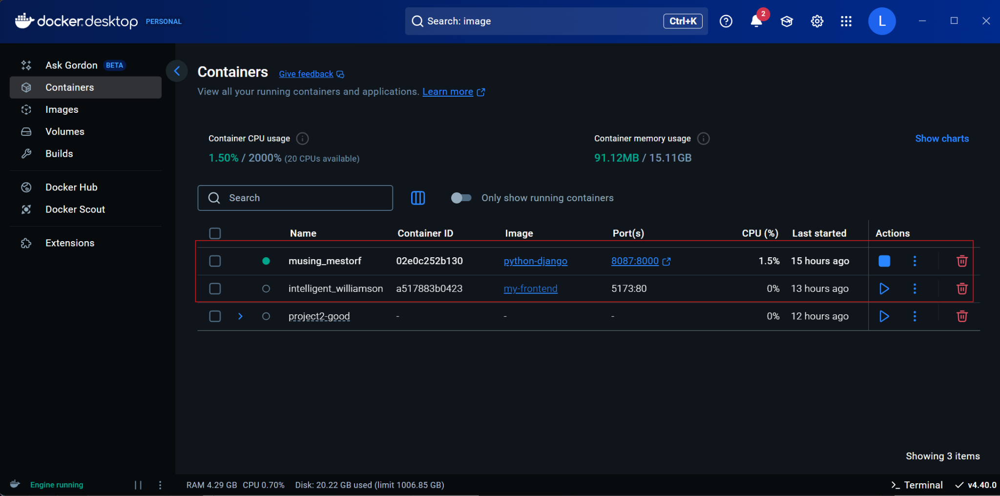 docker.desktop PERSONAL Search: image Ctrl+K 2 L
Ask Gordon BETA
Containers
Images
Volumes
Builds
Docker Hub
Docker Scout
Extensions
Containers Give feedback
View all your running containers and applications. Learn more
Container CPU usage Container memory usage Show charts
1.50% / 2000% (20 CPUs available) 91.12MB / 15.11GB
Search Only show running containers
Name Container ID Image Port(s) CPU (%) Last started Actions
musing_mestorf 02e0c252b130 python-django 8087:8000 1.5% 15 hours ago
intelligent_williamson a517883b0423 my-frontend 5173:80 0% 13 hours ago
project2-good - - - 0% 12 hours ago
Showing 3 items
Engine running RAM 4.29 GB CPU 0.70% Disk: 20.22 GB used (limit 1006.85 GB) >_ Terminal v4.40.0